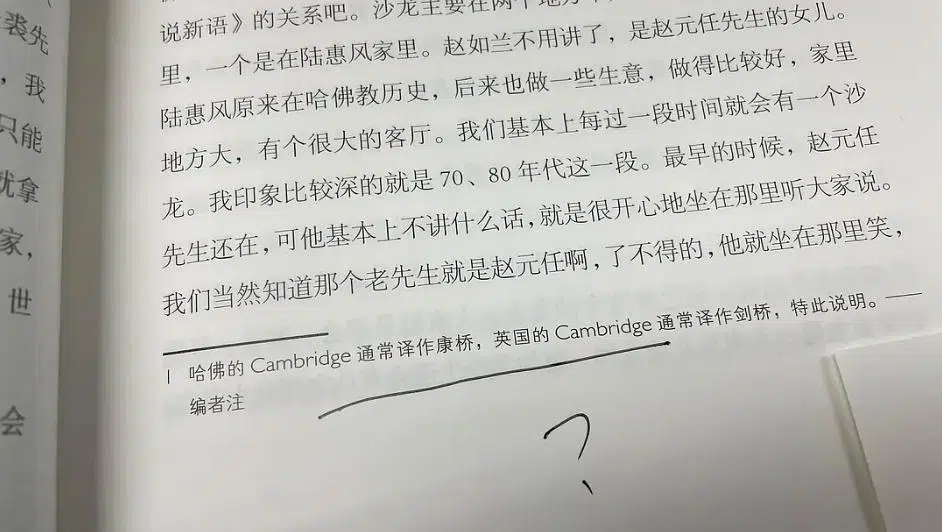 裘先
，我
只能
就拿
家，
世
会
说新语》的关系吧。沙龙主要在两个地方
里，一个是在陆惠风家里。赵如兰不用讲了，是赵元任先生的女儿。
陆惠风原来在哈佛教历史，后来也做一些生意，做得比较好，家里
地方大，有个很大的客厅。我们基本上每过一段时间就会有一个沙
龙。我印象比较深的就是 70、80 年代这一段。最早的时候，赵元任
先生还在，可他基本上不讲什么话，就是很开心地坐在那里听大家说。
我们当然知道那个老先生就是赵元任啊，了不得的，他就坐在那里笑，
1 哈佛的 Cambridge 通常译作康桥，英国的 Cambridge 通常译作剑桥，特此说明。——
编者注
?